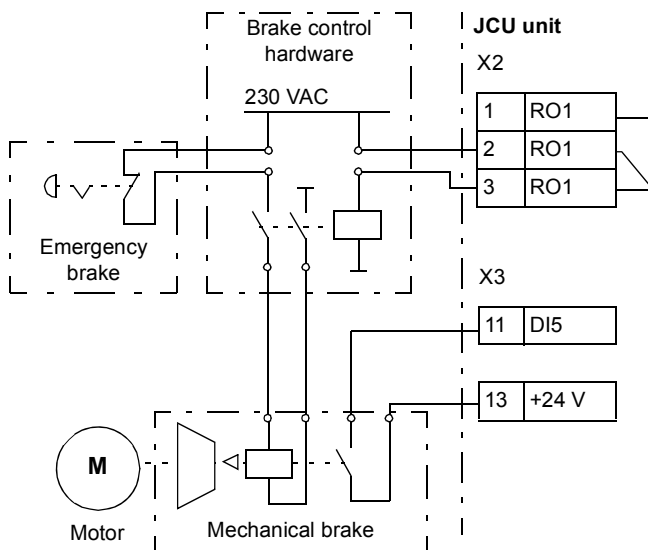 Brake control
hardware
JCU unit
X2
230 VAC
1 RO1
2 RO1
3 RO1
Emergency
brake
X3
11 DI5
13 +24 V
M
Motor
Mechanical brake